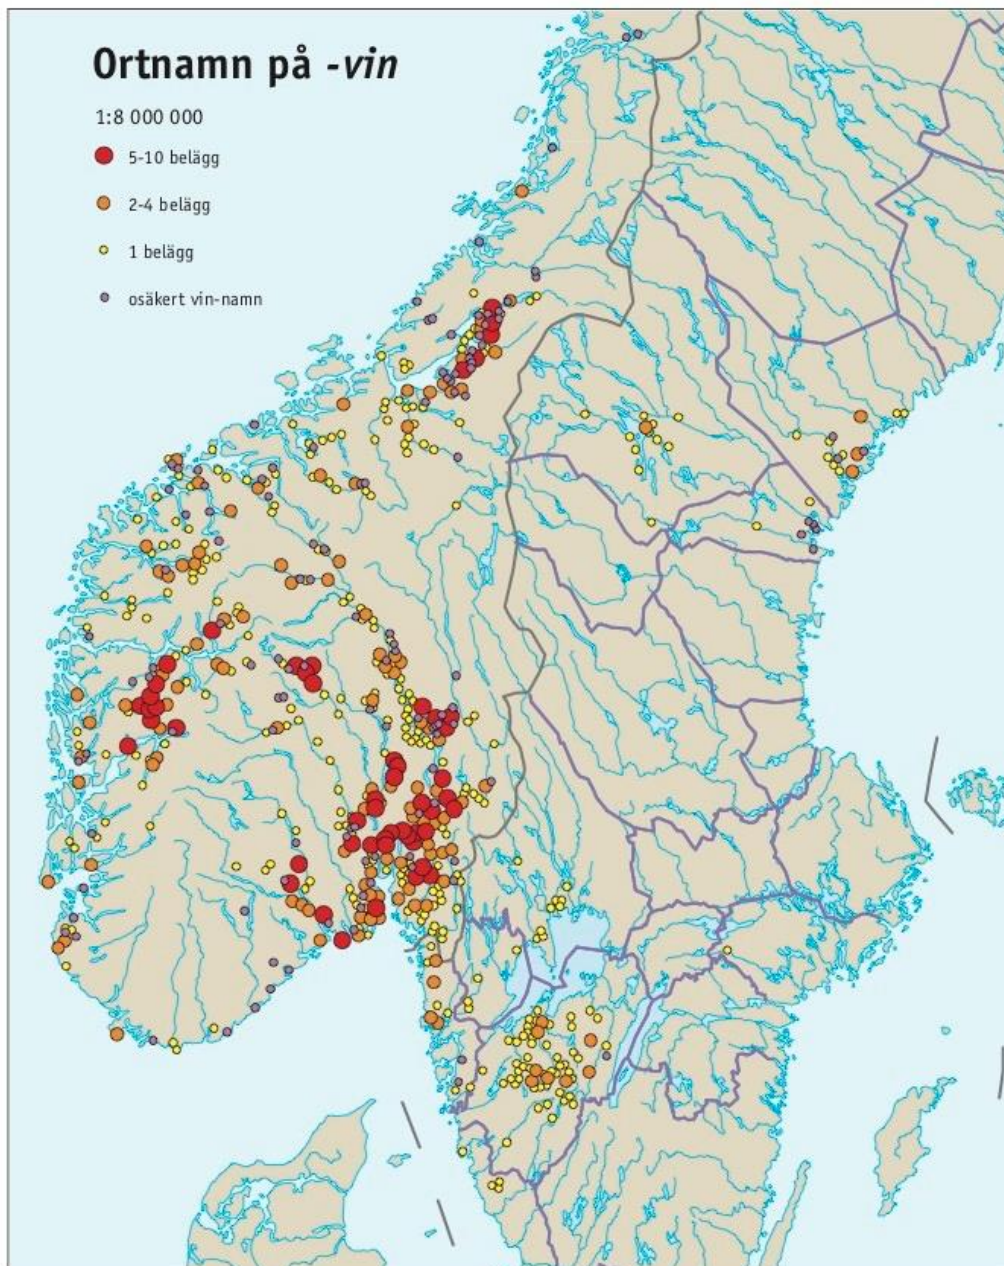 Ortnamn på -vin
1:8 000 000
5-10 belägg
2-4 belägg
1 belägg
osäkert vin-namn